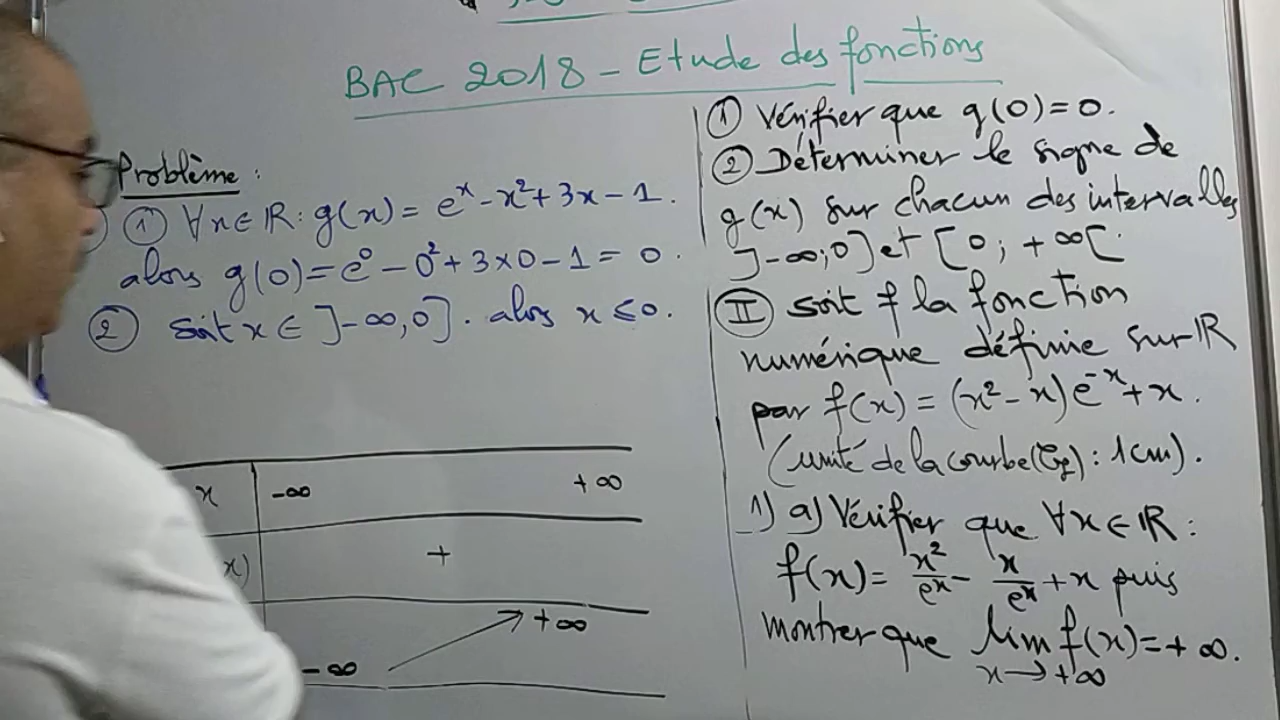 BAC 2018 - Etude des fonctions
Problème :
① ∀x∈ℝ: g(x) = e^x - x² + 3x - 1.
alors g(0) = e^0 - 0² + 3×0 - 1 = 0.
② soit x ∈ ]-∞, 0]. alors x ≤ 0.
x -∞ +∞
x) +
-∞ +∞
① Vérifier que g(0) = 0.
② Déterminer le signe de
g(x) sur chacun des intervalles
]-∞; 0] et [0; +∞[.
Ⅱ soit f la fonction
numérique définie sur ℝ
par f(x) = (x² - x)e^-x + x.
(unité de la courbe (Cf) : 1cm).
1) a) Vérifier que ∀x∈ℝ :
f(x) = x²/e^x - x/e^x + x puis
montrer que lim f(x) = +∞.
x→+∞